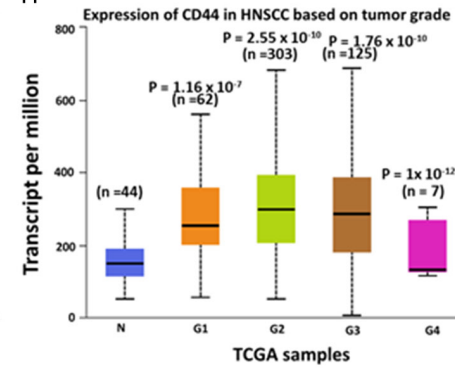 Expression of CD44 in HNSCC based on tumor grade
P = 2.55 x 10-10
(n =303)
P = 1.76 x 10-10
(n =125)
P = 1.16 x 10-7
(n =62)
P = 1x 10-12
(n = 7)
(n =44)
800
600
400
200
0
Transcript per million
N G1 G2 G3 G4
TCGA samples